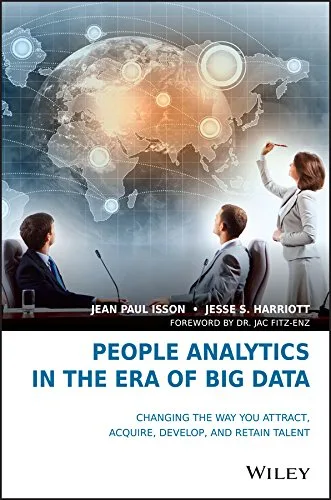 JEAN PAUL ISSON • JESSE S. HARRIOTT
FOREWORD BY DR. JAC FITZ-ENZ
PEOPLE ANALYTICS
IN THE ERA OF BIG DATA
CHANGING THE WAY YOU ATTRACT,
ACQUIRE, DEVELOP, AND RETAIN TALENT
WILEY